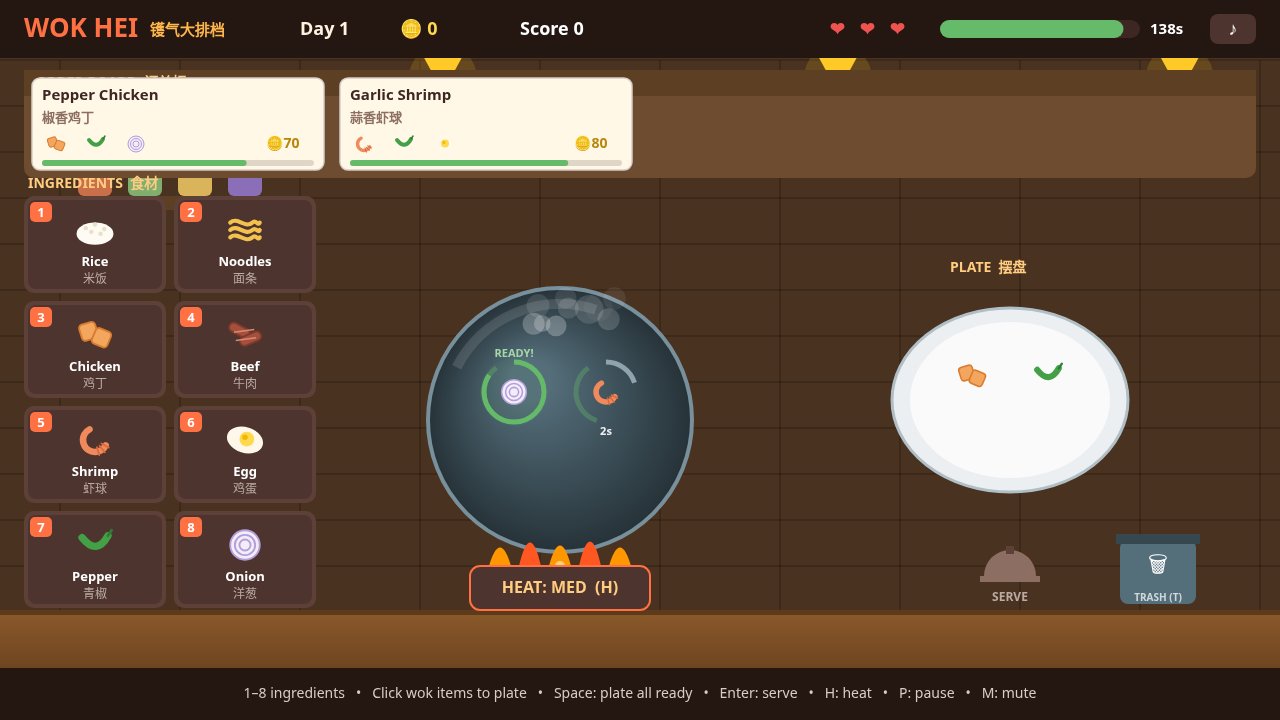 WOK HEI 镬气大排档
Day 1
0
Score 0
138s
Pepper Chicken
椒香鸡丁
70
Garlic Shrimp
蒜香虾球
80
INGREDIENTS 食材
1
Rice
米饭
2
Noodles
面条
3
Chicken
鸡丁
4
Beef
牛肉
5
Shrimp
虾球
6
Egg
鸡蛋
7
Pepper
青椒
8
Onion
洋葱
READY!
2s
HEAT: MED (H)
PLATE 摆盘
SERVE
TRASH (T)
1–8 ingredients • Click wok items to plate • Space: plate all ready • Enter: serve • H: heat • P: pause • M: mute